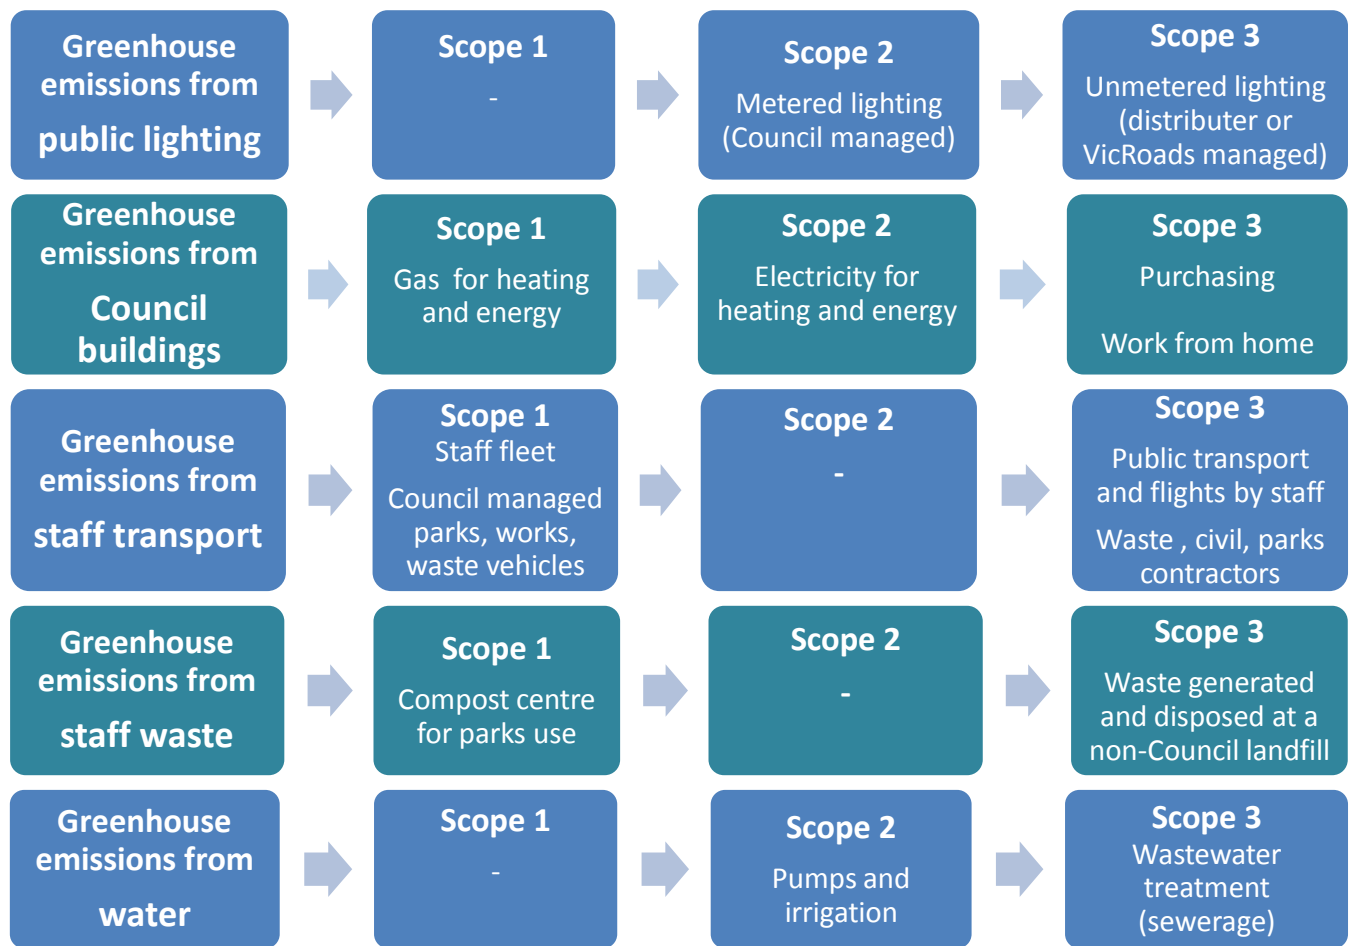 Greenhouse
emissions from
public lighting
Scope 1
-
Scope 2
Metered lighting
(Council managed)
Scope 3
Unmetered lighting
(distributer or
VicRoads managed)
Greenhouse
emissions from
Council
buildings
Scope 1
Gas for heating
and energy
Scope 2
Electricity for
heating and energy
Scope 3
Purchasing
Work from home
Greenhouse
emissions from
staff transport
Scope 1
Staff fleet
Council managed
parks, works,
waste vehicles
Scope 2
-
Scope 3
Public transport
and flights by staff
Waste , civil, parks
contractors
Greenhouse
emissions from
staff waste
Scope 1
Compost centre
for parks use
Scope 2
-
Scope 3
Waste generated
and disposed at a
non-Council landfill
Greenhouse
emissions from
water
Scope 1
-
Scope 2
Pumps and
irrigation
Scope 3
Wastewater
treatment
(sewerage)